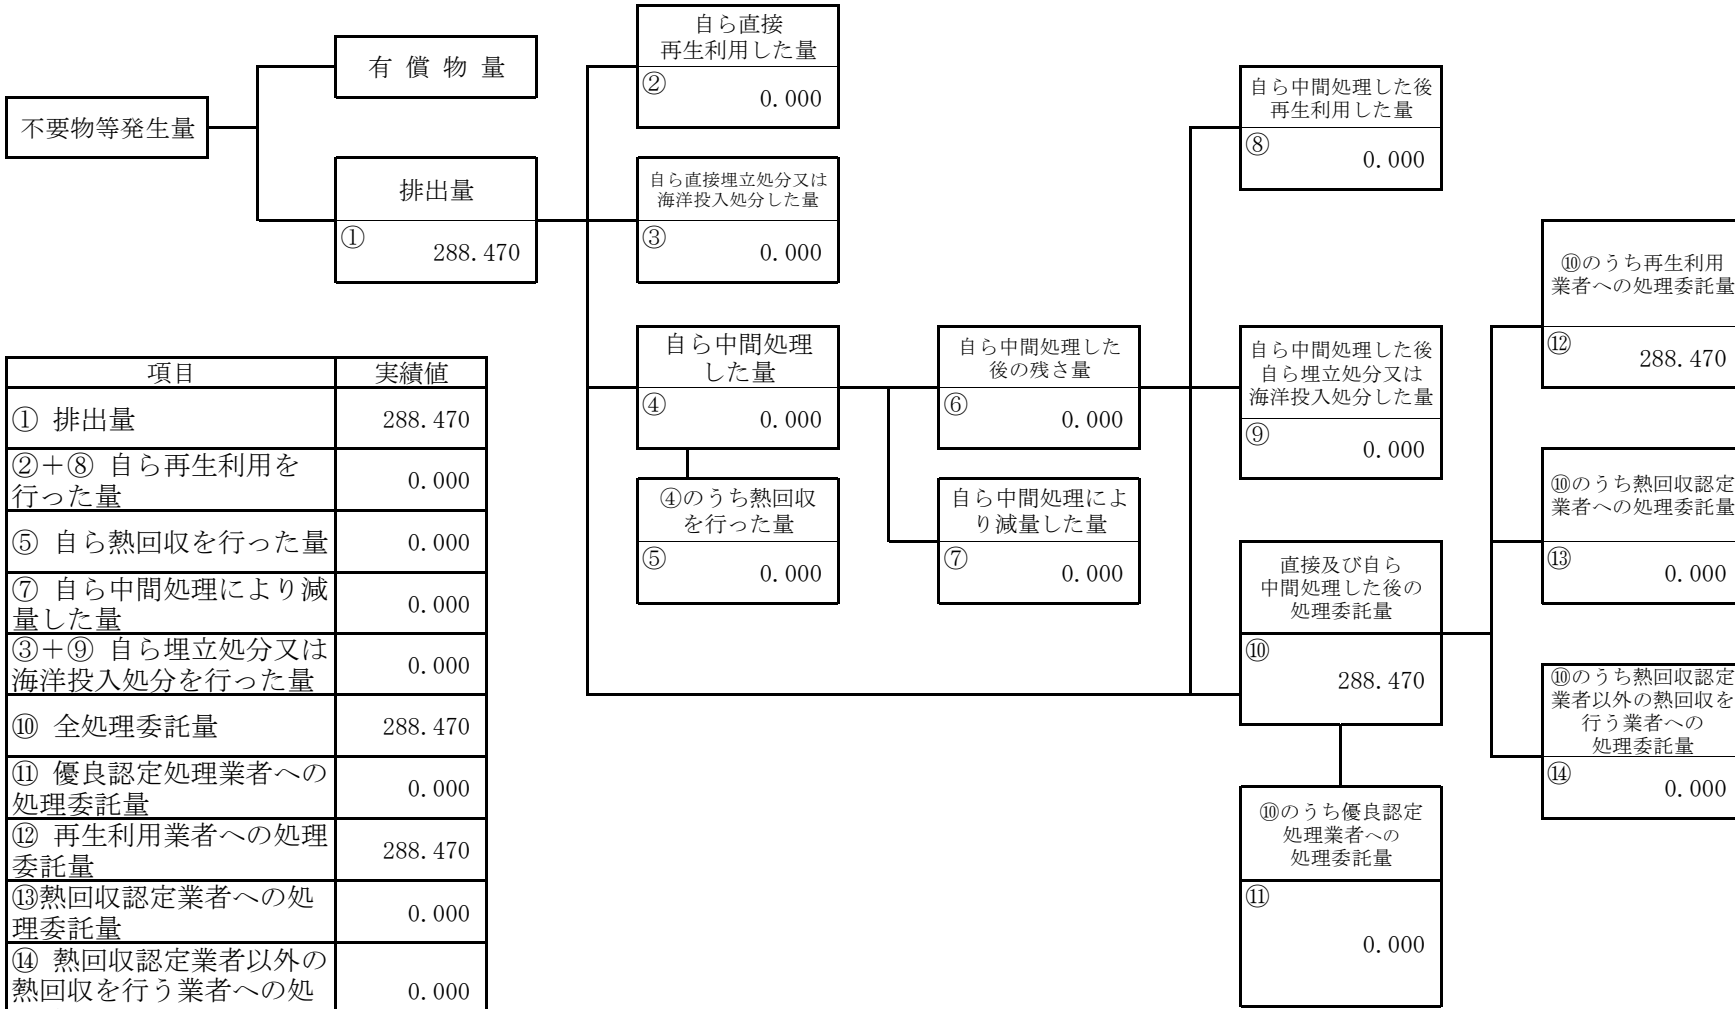 不要物等発生量
有 償 物 量
排出量
①
288.470
自ら直接
再生利用した量
②
0.000
自ら直接埋立処分又は
海洋投入処分した量
③
0.000
自ら中間処理
した量
④
0.000
④のうち熱回収
を行った量
⑤
0.000
自ら中間処理した
後の残さ量
⑥
0.000
自ら中間処理によ
り減量した量
⑦
0.000
自ら中間処理した後
再生利用した量
⑧
0.000
自ら中間処理した後
自ら埋立処分又は
海洋投入処分した量
⑨
0.000
直接及び自ら
中間処理した後の
処理委託量
⑩
288.470
⑩のうち優良認定
処理業者への
処理委託量
⑪
0.000
⑩のうち再生利用
業者への処理委託量
⑫
288.470
⑩のうち熱回収認定
業者への処理委託量
⑬
0.000
⑩のうち熱回収認定
業者以外の熱回収を
行う業者への
処理委託量
⑭
0.000
項目 実績値
① 排出量 288.470
②+⑧ 自ら再生利用を
行った量 0.000
⑤ 自ら熱回収を行った量 0.000
⑦ 自ら中間処理により減
量した量 0.000
③+⑨ 自ら埋立処分又は
海洋投入処分を行った量 0.000
⑩ 全処理委託量 288.470
⑪ 優良認定処理業者への
処理委託量 0.000
⑫ 再生利用業者への処理
委託量 288.470
⑬熱回収認定業者への処
理委託量 0.000
⑭ 熱回収認定業者以外の
熱回収を行う業者への処 0.000